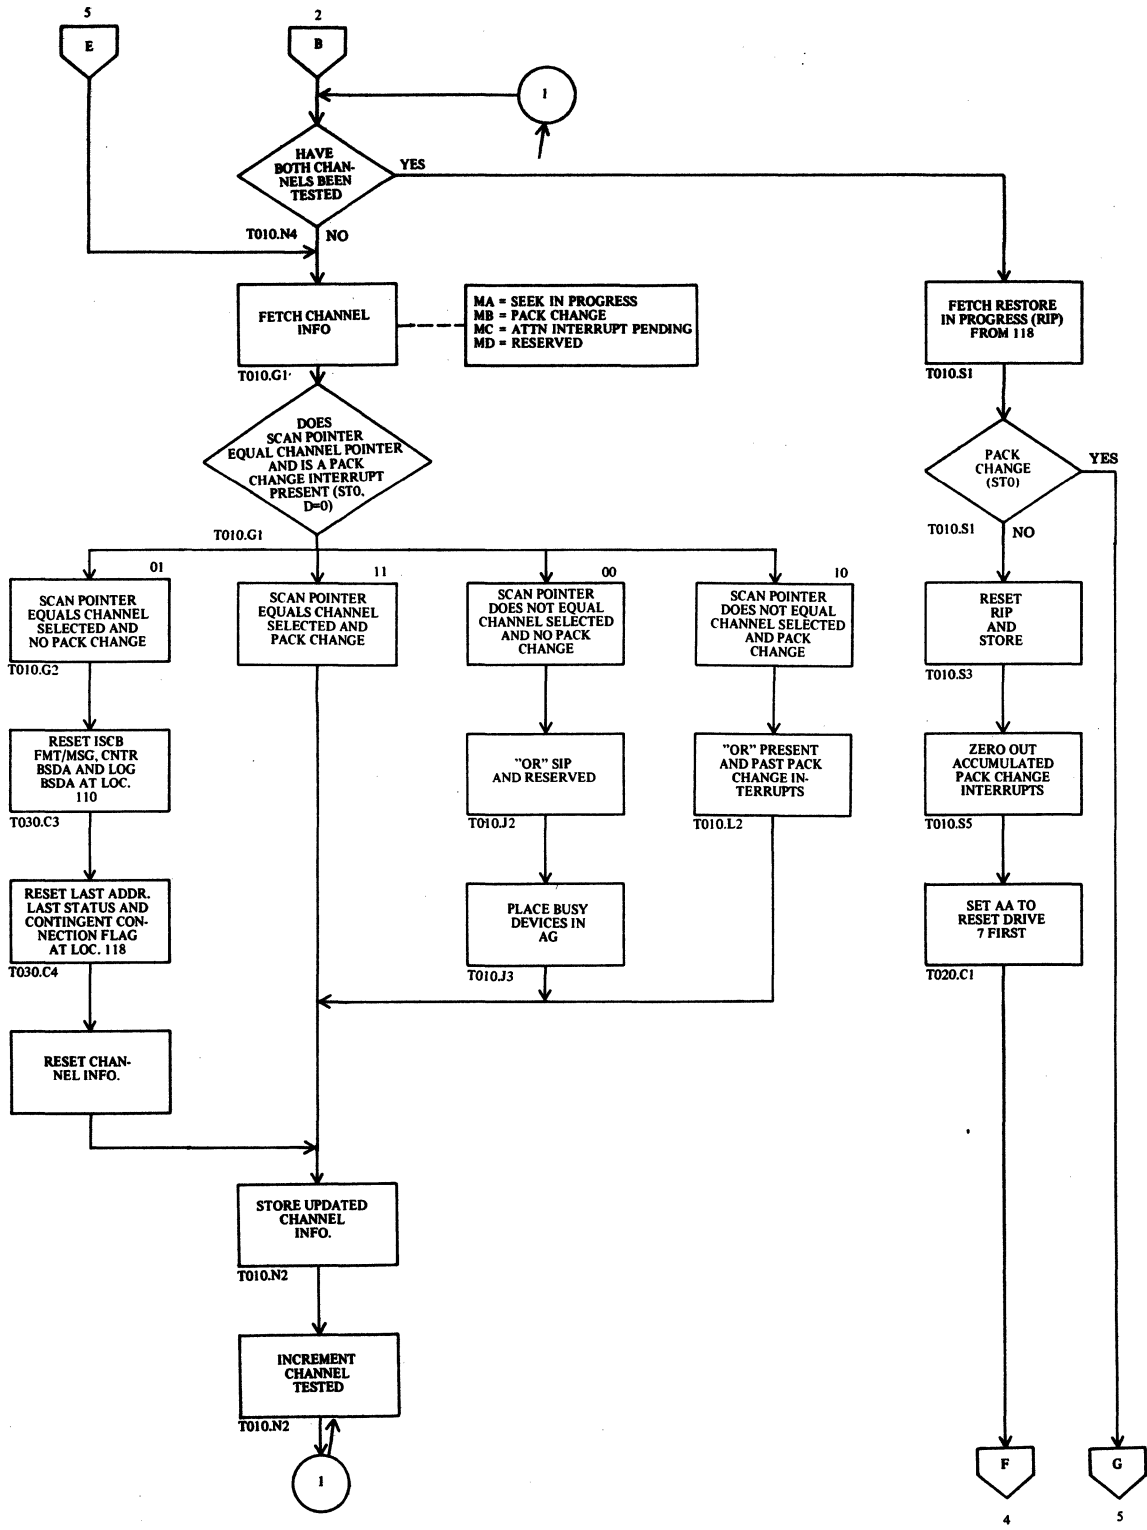 5
E
2
B
1
HAVE
BOTH CHAN-
NELS BEEN
TESTED
YES
T010.N4
NO
FETCH CHANNEL
INFO
T010.G1
MA = SEEK IN PROGRESS
MB = PACK CHANGE
MC = ATTN INTERRUPT PENDING
MD = RESERVED
FETCH RESTORE
IN PROGRESS (RIP)
FROM 118
T010.S1
DOES
SCAN POINTER
EQUAL CHANNEL POINTER
AND IS A PACK
CHANGE INTERRUPT
PRESENT (ST0,
D=0)
T010.G1
PACK
CHANGE
(ST0)
YES
T010.S1
NO
01
SCAN POINTER
EQUALS CHANNEL
SELECTED AND
NO PACK CHANGE
T010.G2
11
SCAN POINTER
EQUALS CHANNEL
SELECTED AND
PACK CHANGE
00
SCAN POINTER
DOES NOT EQUAL
CHANNEL SELECTED
AND NO PACK
CHANGE
10
SCAN POINTER
DOES NOT EQUAL
CHANNEL SELECTED
AND PACK
CHANGE
RESET
RIP
AND
STORE
T010.S3
RESET ISCB
FMT/MSG, CNTR
BSDA AND LOG
BSDA AT LOC.
110
T030.C3
"OR" SIP
AND RESERVED
T010.J2
"OR" PRESENT
AND PAST PACK
CHANGE IN-
TERRUPTS
T010.L2
ZERO OUT
ACCUMULATED
PACK CHANGE
INTERRUPTS
T010.S5
RESET LAST ADDR.
LAST STATUS AND
CONTINGENT CON-
NECTION FLAG
AT LOC. 118
T030.C4
PLACE BUSY
DEVICES IN
AG
T010.J3
SET AA TO
RESET DRIVE
7 FIRST
T020.C1
RESET CHAN-
NEL INFO.
STORE UPDATED
CHANNEL
INFO.
T010.N2
INCREMENT
CHANNEL
TESTED
T010.N2
1
F
4
G
5